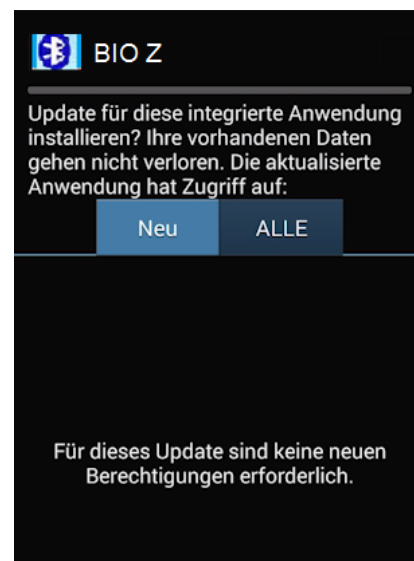 BIO Z
Update für diese integrierte Anwendung
installieren? Ihre vorhandenen Daten
gehen nicht verloren. Die aktualisierte
Anwendung hat Zugriff auf:
Neu ALLE
Für dieses Update sind keine neuen
Berechtigungen erforderlich.